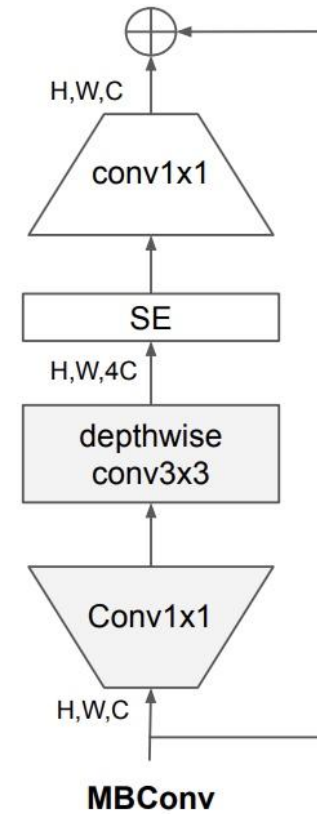 H,W,C
conv1x1
SE
H,W,4C
depthwise
conv3x3
Conv1x1
H,W,C
MBConv